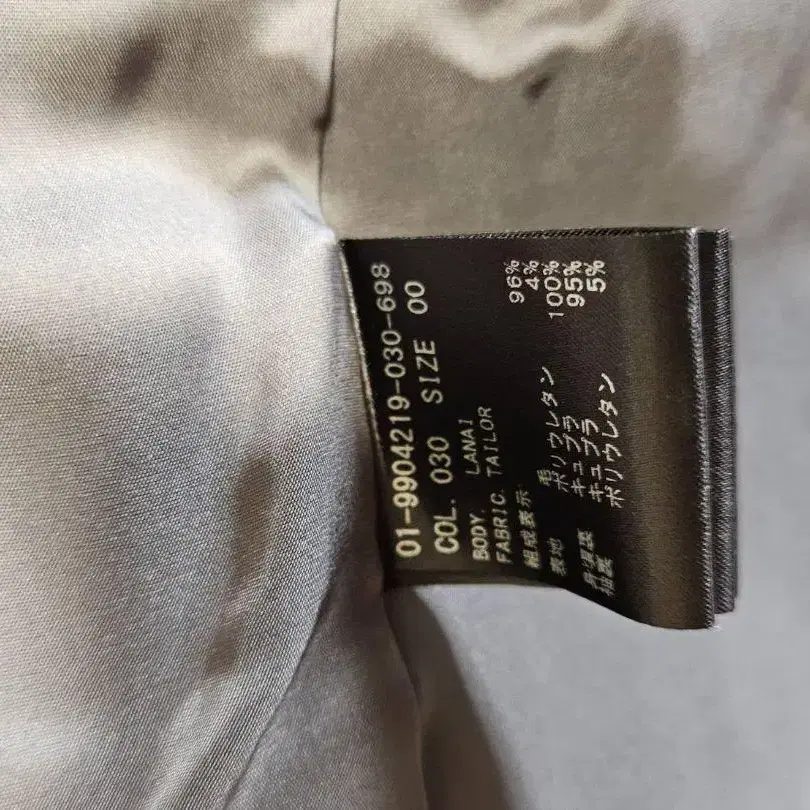 01-9904219-030-698
COL. 030 SIZE 00
BODY. LANAI
FABRIC. TAILOR
組成表示
表地 毛 96%
ポリウレタン 4%
身頃裏 キュプラ 100%
袖裏 キュプラ 95%
ポリウレタン 5%